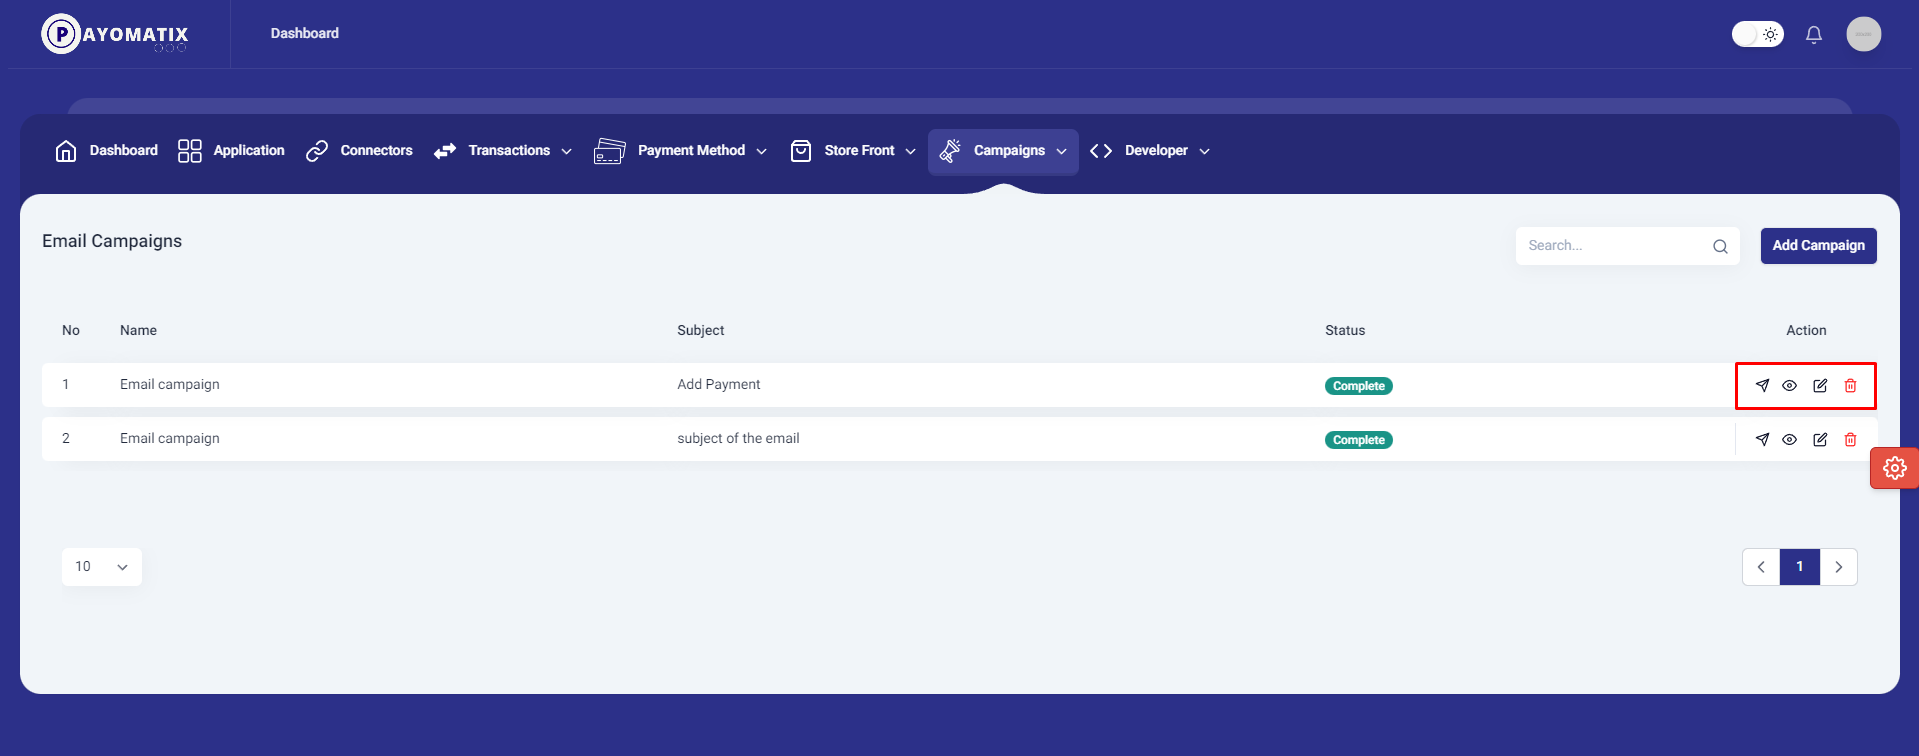 PAYOMATIX
Dashboard
Dashboard Application Connectors Transactions Payment Method Store Front Campaigns Developer
Email Campaigns
Search...
Add Campaign
No Name Subject Status Action
1 Email campaign Add Payment Complete
2 Email campaign subject of the email Complete
10
1